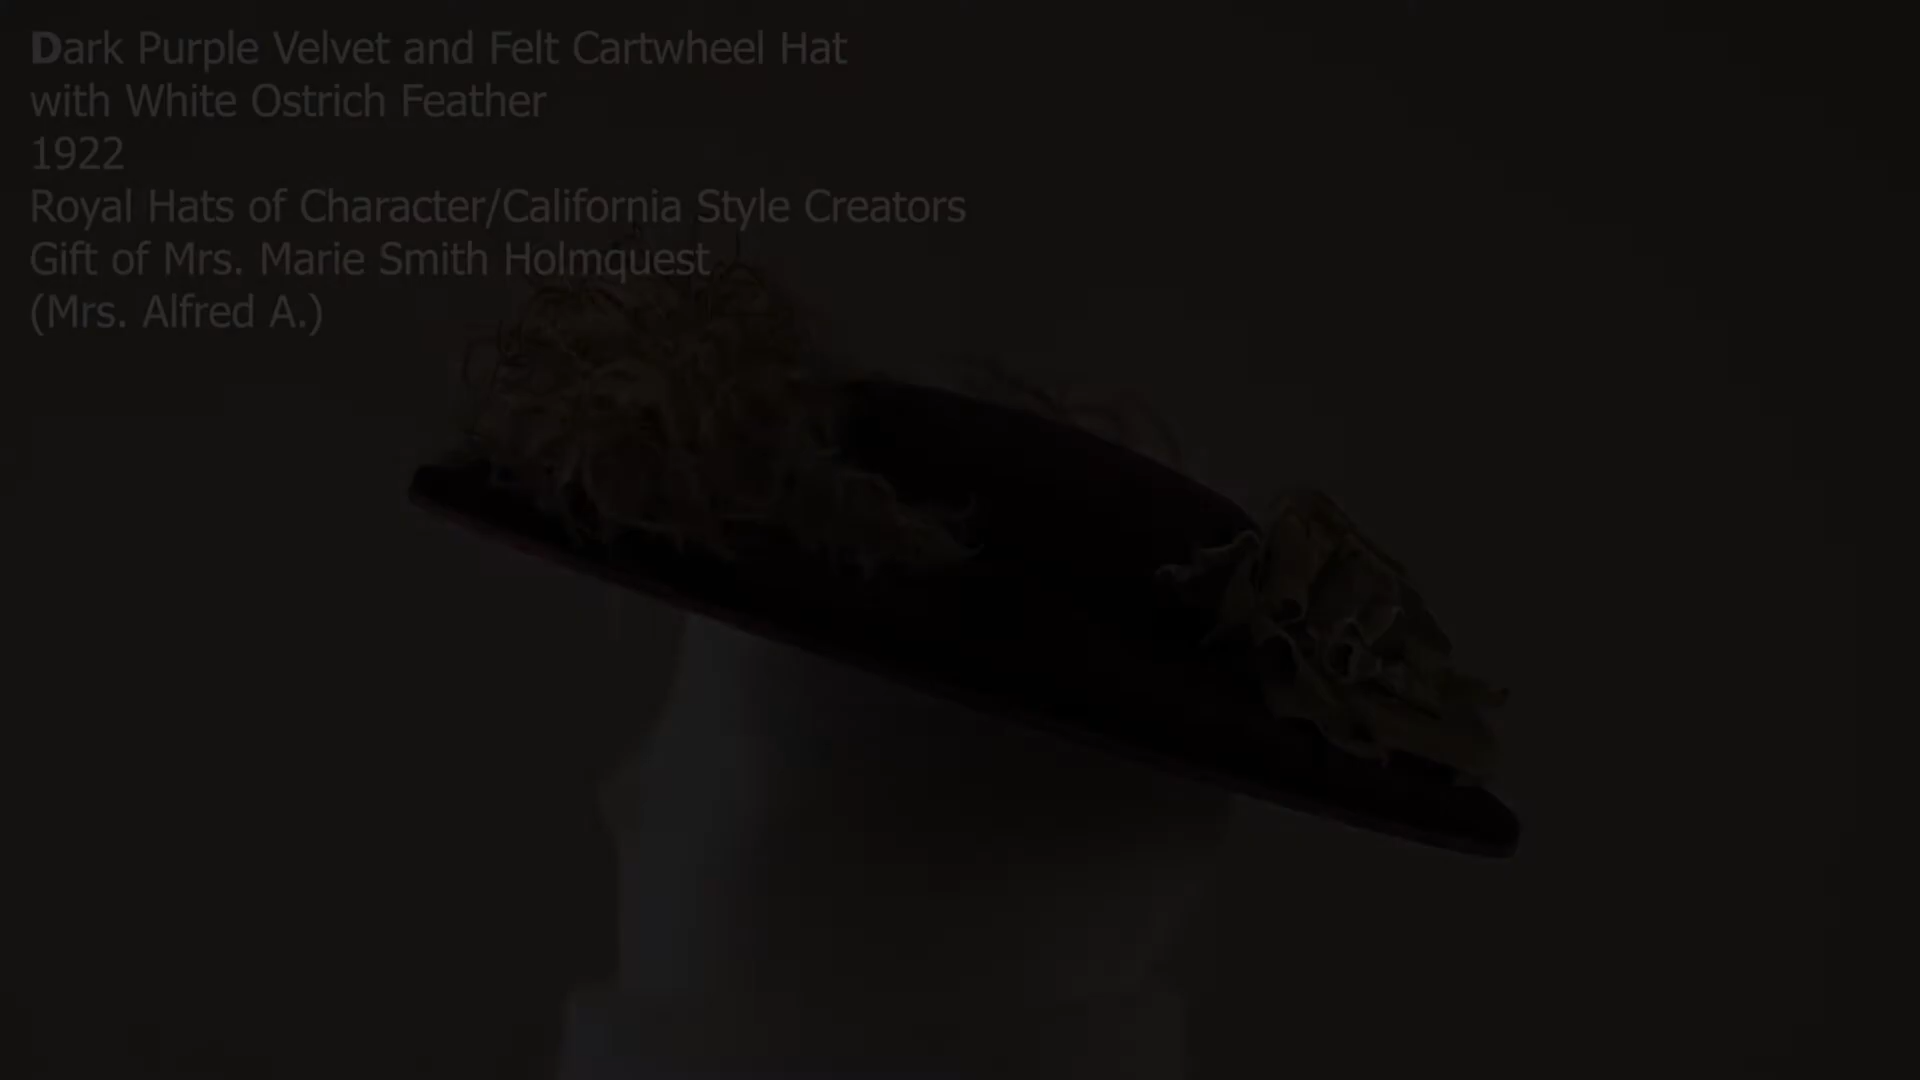 Dark Purple Velvet and Felt Cartwheel Hat
with White Ostrich Feather
1922
Royal Hats of Character/California Style Creators
Gift of Mrs. Marie Smith Holmquest
(Mrs. Alfred A.)